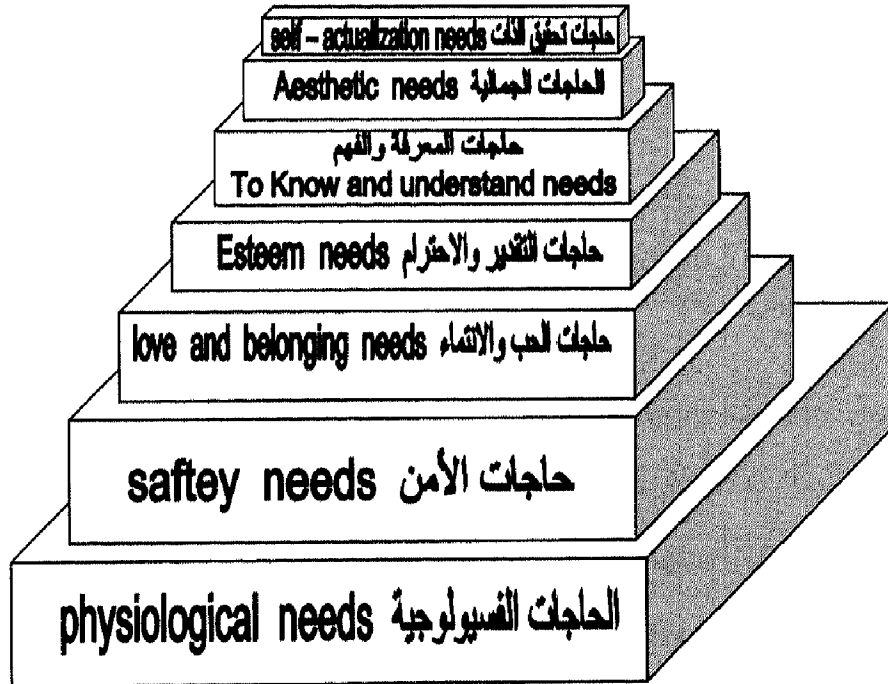 self – actualization needs حاجات تحقيق الذات
Aesthetic needs الحاجات الجمالية
حاجات المعرفة والفهم
To Know and understand needs
Esteem needs حاجات التقدير والاحترام
love and belonging needs حاجات الحب والانتماء
saftey needs حاجات الأمن
physiological needs الحاجات الفسيولوجية